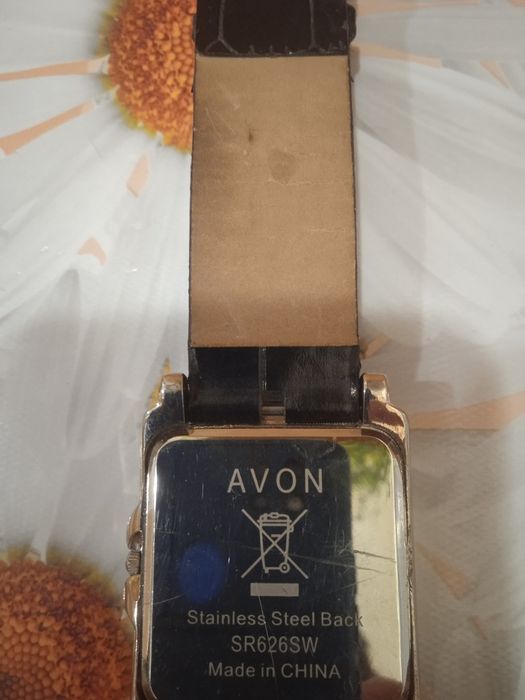 AVON
Stainless Steel Back
SR626SW
Made in CHINA